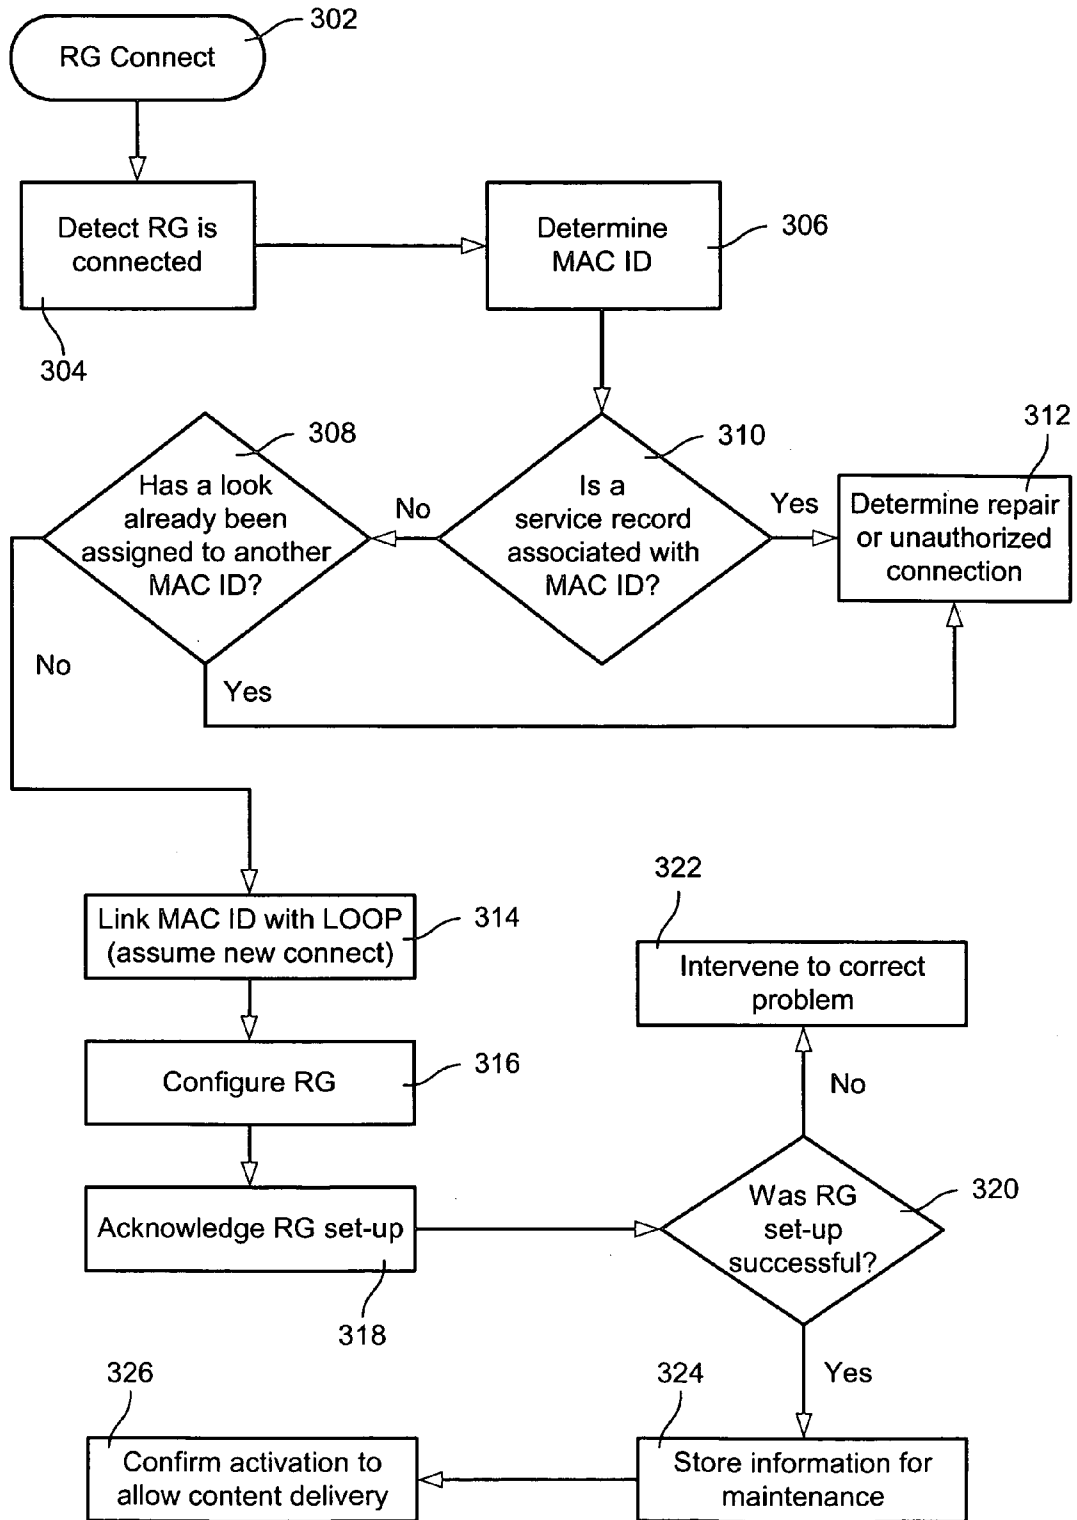 302
RG Connect
Detect RG is
connected
304
Determine
MAC ID
306
308
Has a look
already been
assigned to another
MAC ID?
No
310
Is a
service record
associated with
MAC ID?
Yes
312
Determine repair
or unauthorized
connection
No
Yes
Link MAC ID with LOOP
(assume new connect)
314
Configure RG
316
Acknowledge RG set-up
318
322
Intervene to correct
problem
No
Was RG
set-up
successful?
320
Yes
324
Store information for
maintenance
326
Confirm activation to
allow content delivery